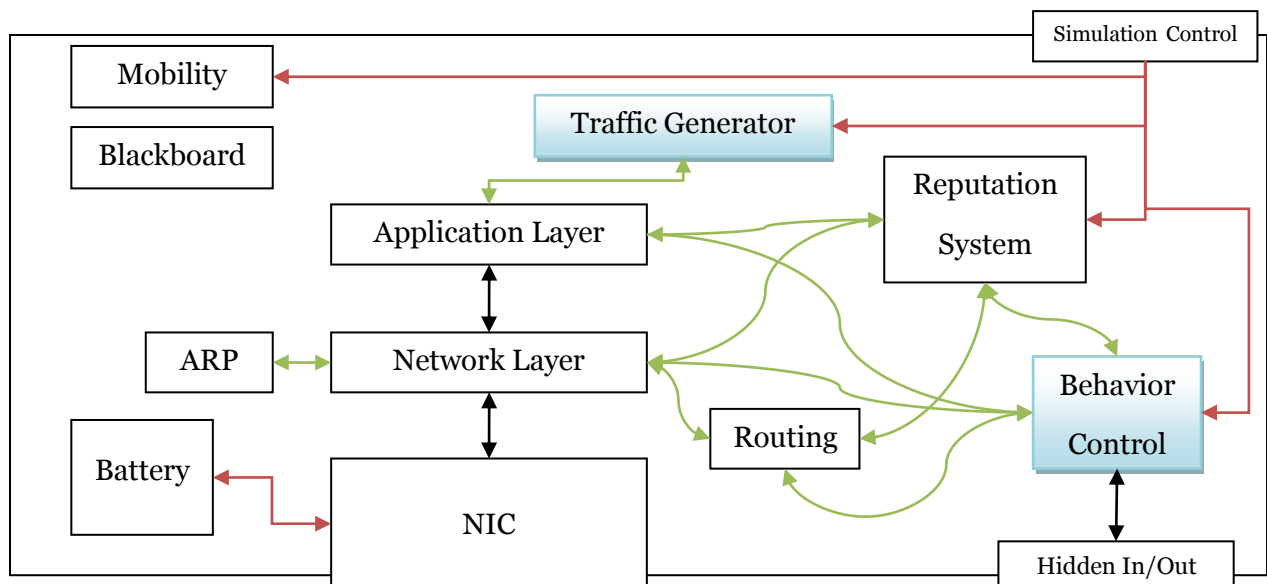 Simulation Control
Mobility
Traffic Generator
Blackboard
Reputation
System
Application Layer
ARP
Network Layer
Behavior
Control
Routing
Battery
NIC
Hidden In/Out